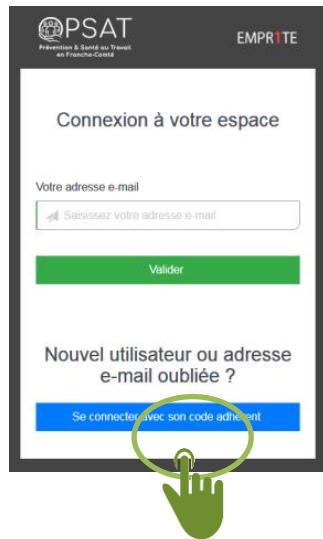 OPSAT
Prévention & Santé au Travail
en Franche-Comté
EMPR1TE
Connexion à votre espace
Votre adresse e-mail
Saisissez votre adresse e-mail
Valider
Nouvel utilisateur ou adresse
e-mail oubliée ?
Se connecter avec son code adhérent